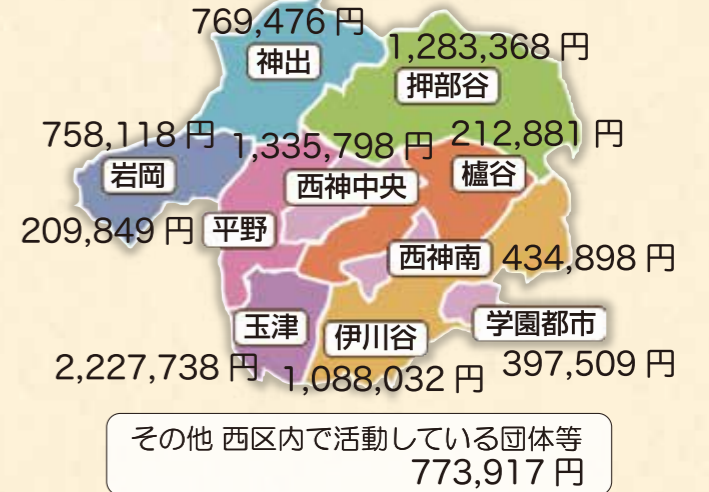 769,476 円
神出
1,283,368 円
押部谷
758,118 円
岩岡
1,335,798 円
西神中央
212,881 円
櫨谷
209,849 円
平野
西神南
434,898 円
玉津
2,227,738 円
伊川谷
1,088,032 円
学園都市
397,509 円
その他 西区内で活動している団体等
773,917 円